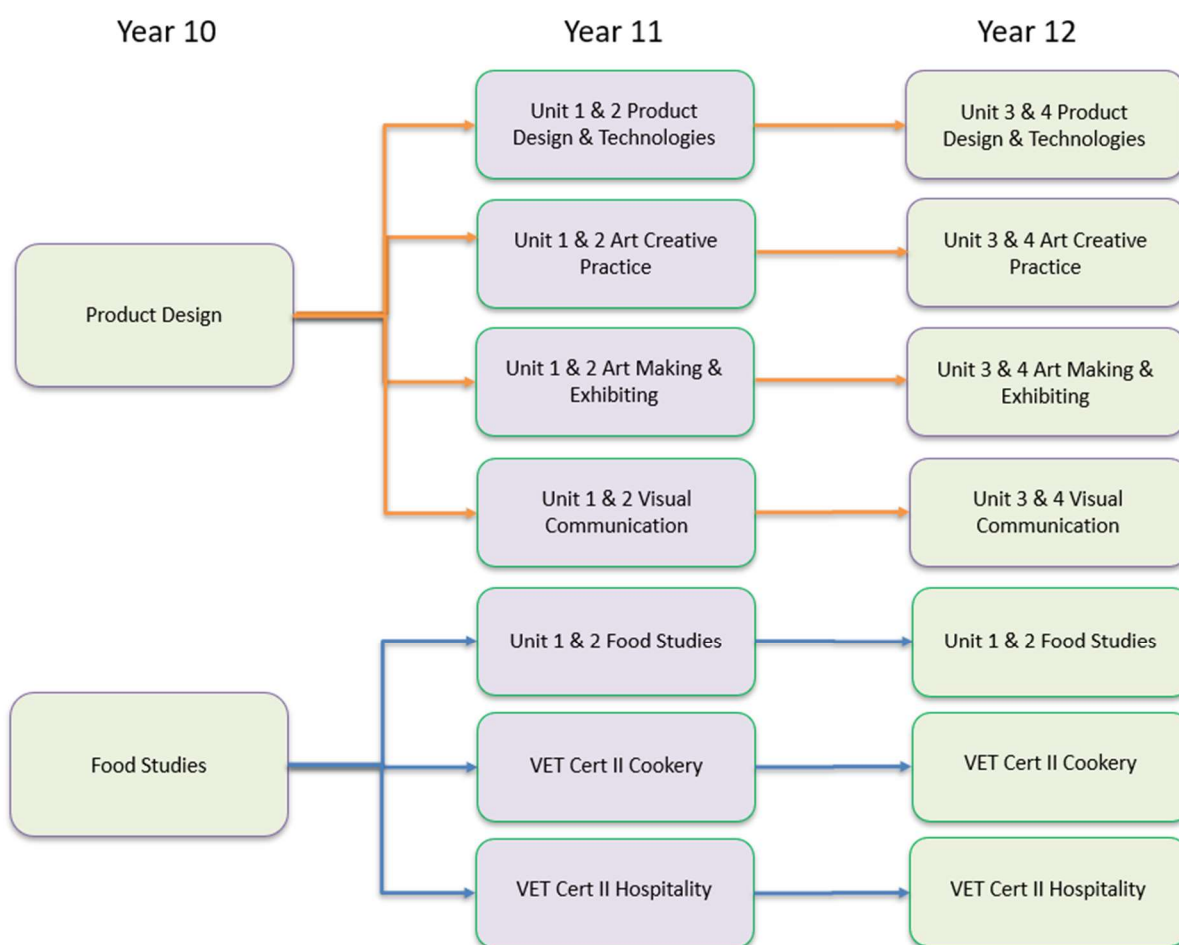 Year 10
Year 11
Year 12
Unit 1 & 2 Product
Design & Technologies
Unit 3 & 4 Product
Design & Technologies
Unit 1 & 2 Art Creative
Practice
Unit 3 & 4 Art Creative
Practice
Product Design
Unit 1 & 2 Art Making &
Exhibiting
Unit 3 & 4 Art Making &
Exhibiting
Unit 1 & 2 Visual
Communication
Unit 3 & 4 Visual
Communication
Unit 1 & 2 Food Studies
Unit 1 & 2 Food Studies
Food Studies
VET Cert II Cookery
VET Cert II Cookery
VET Cert II Hospitality
VET Cert II Hospitality